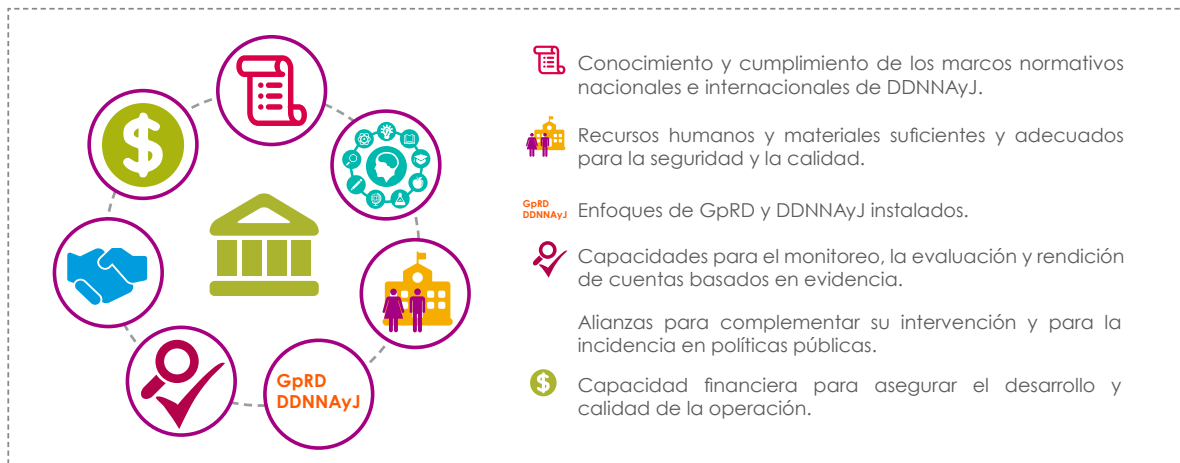 Conocimiento y cumplimiento de los marcos normativos
nacionales e internacionales de DDNNAyJ.
Recursos humanos y materiales suficientes y adecuados
para la seguridad y la calidad.
GpRD
DDNNAyJ
Enfoques de GpRD y DDNNAyJ instalados.
Capacidades para el monitoreo, la evaluación y rendición
de cuentas basados en evidencia.
Alianzas para complementar su intervención y para la
incidencia en políticas públicas.
$
Capacidad financiera para asegurar el desarrollo y
calidad de la operación.
$
GpRD
DDNNAyJ